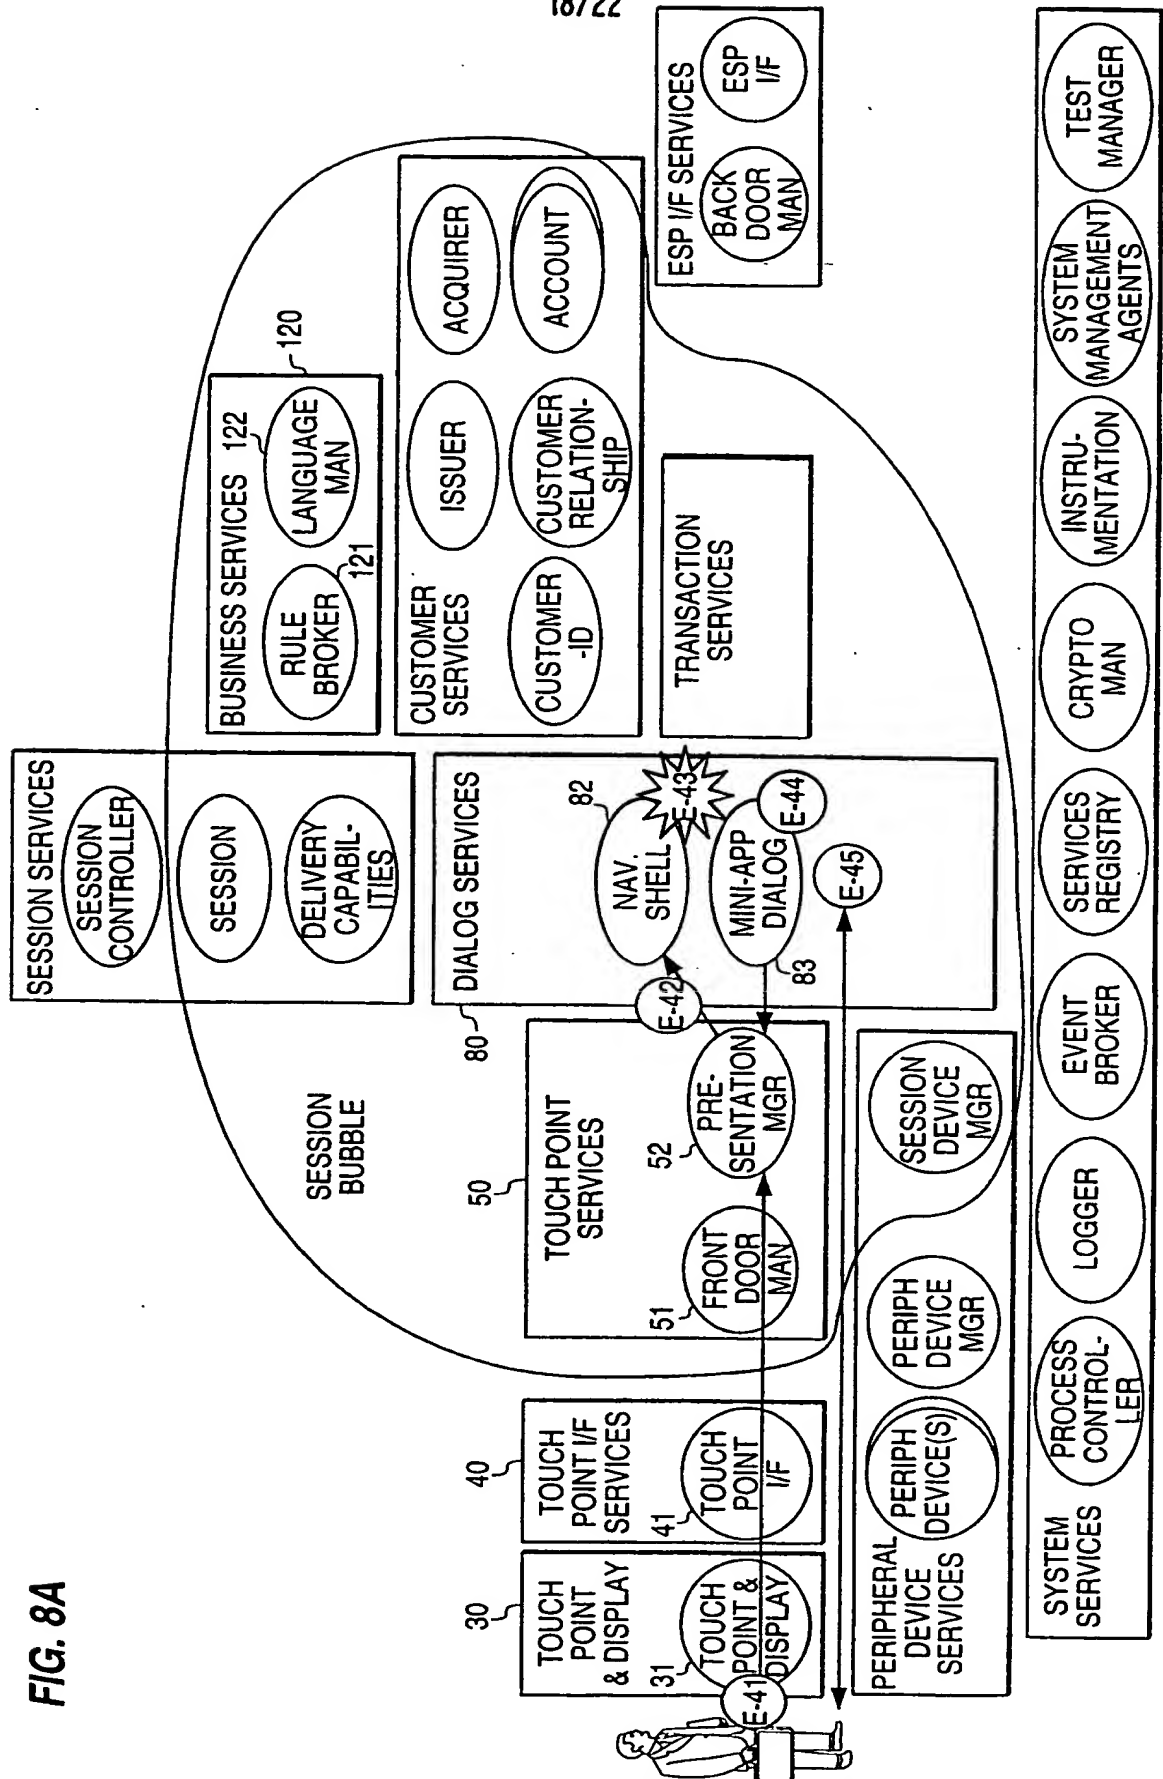 18/22
FIG. 8A
SESSION SERVICES
SESSION
CONTROLLER
SESSION
DELIVERY
CAPABIL-
ITIES
SESSION
BUBBLE
BUSINESS SERVICES
120
122
RULE
BROKER
121
LANGUAGE
MAN
CUSTOMER
SERVICES
ISSUER
ACQUIRER
CUSTOMER
-ID
CUSTOMER
RELATION-
SHIP
ACCOUNT
30
TOUCH
POINT
& DISPLAY
31
TOUCH
POINT &
DISPLAY
E-41
40
TOUCH
POINT I/F
SERVICES
41
TOUCH
POINT
I/F
50
TOUCH POINT
SERVICES
51
FRONT
DOOR
MAN
52
PRE-
SENTATION
MGR
80
DIALOG SERVICES
82
NAV.
SHELL
E-42
E-43
MINI-APP
DIALOG
83
E-44
E-45
TRANSACTION
SERVICES
ESP I/F SERVICES
BACK
DOOR
MAN
ESP
I/F
PERIPHERAL
DEVICE
SERVICES
PERIPH
DEVICE(S)
PERIPH
DEVICE
MGR
SESSION
DEVICE
MGR
SYSTEM
SERVICES
PROCESS
CONTROL-
LER
LOGGER
EVENT
BROKER
SERVICES
REGISTRY
CRYPTO
MAN
INSTRU-
MENTATION
SYSTEM
MANAGEMENT
AGENTS
TEST
MANAGER